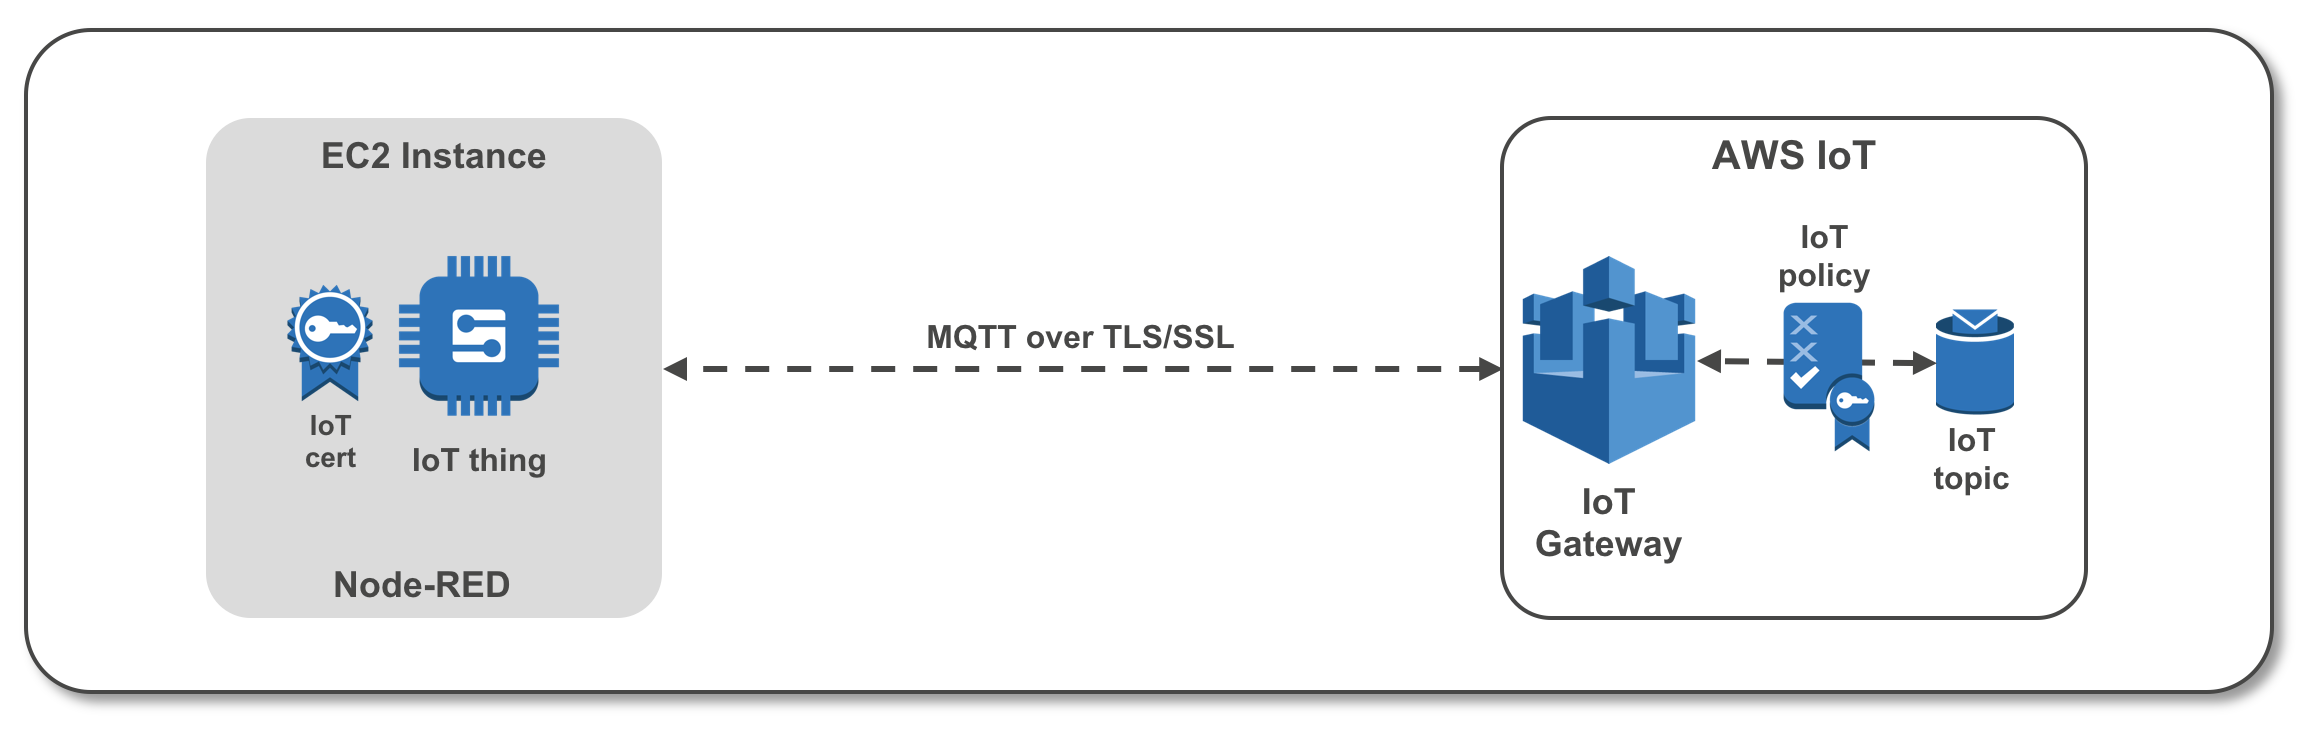 EC2 Instance
IoT
cert
IoT thing
Node-RED
MQTT over TLS/SSL
AWS IoT
IoT
Gateway
IoT
policy
IoT
topic